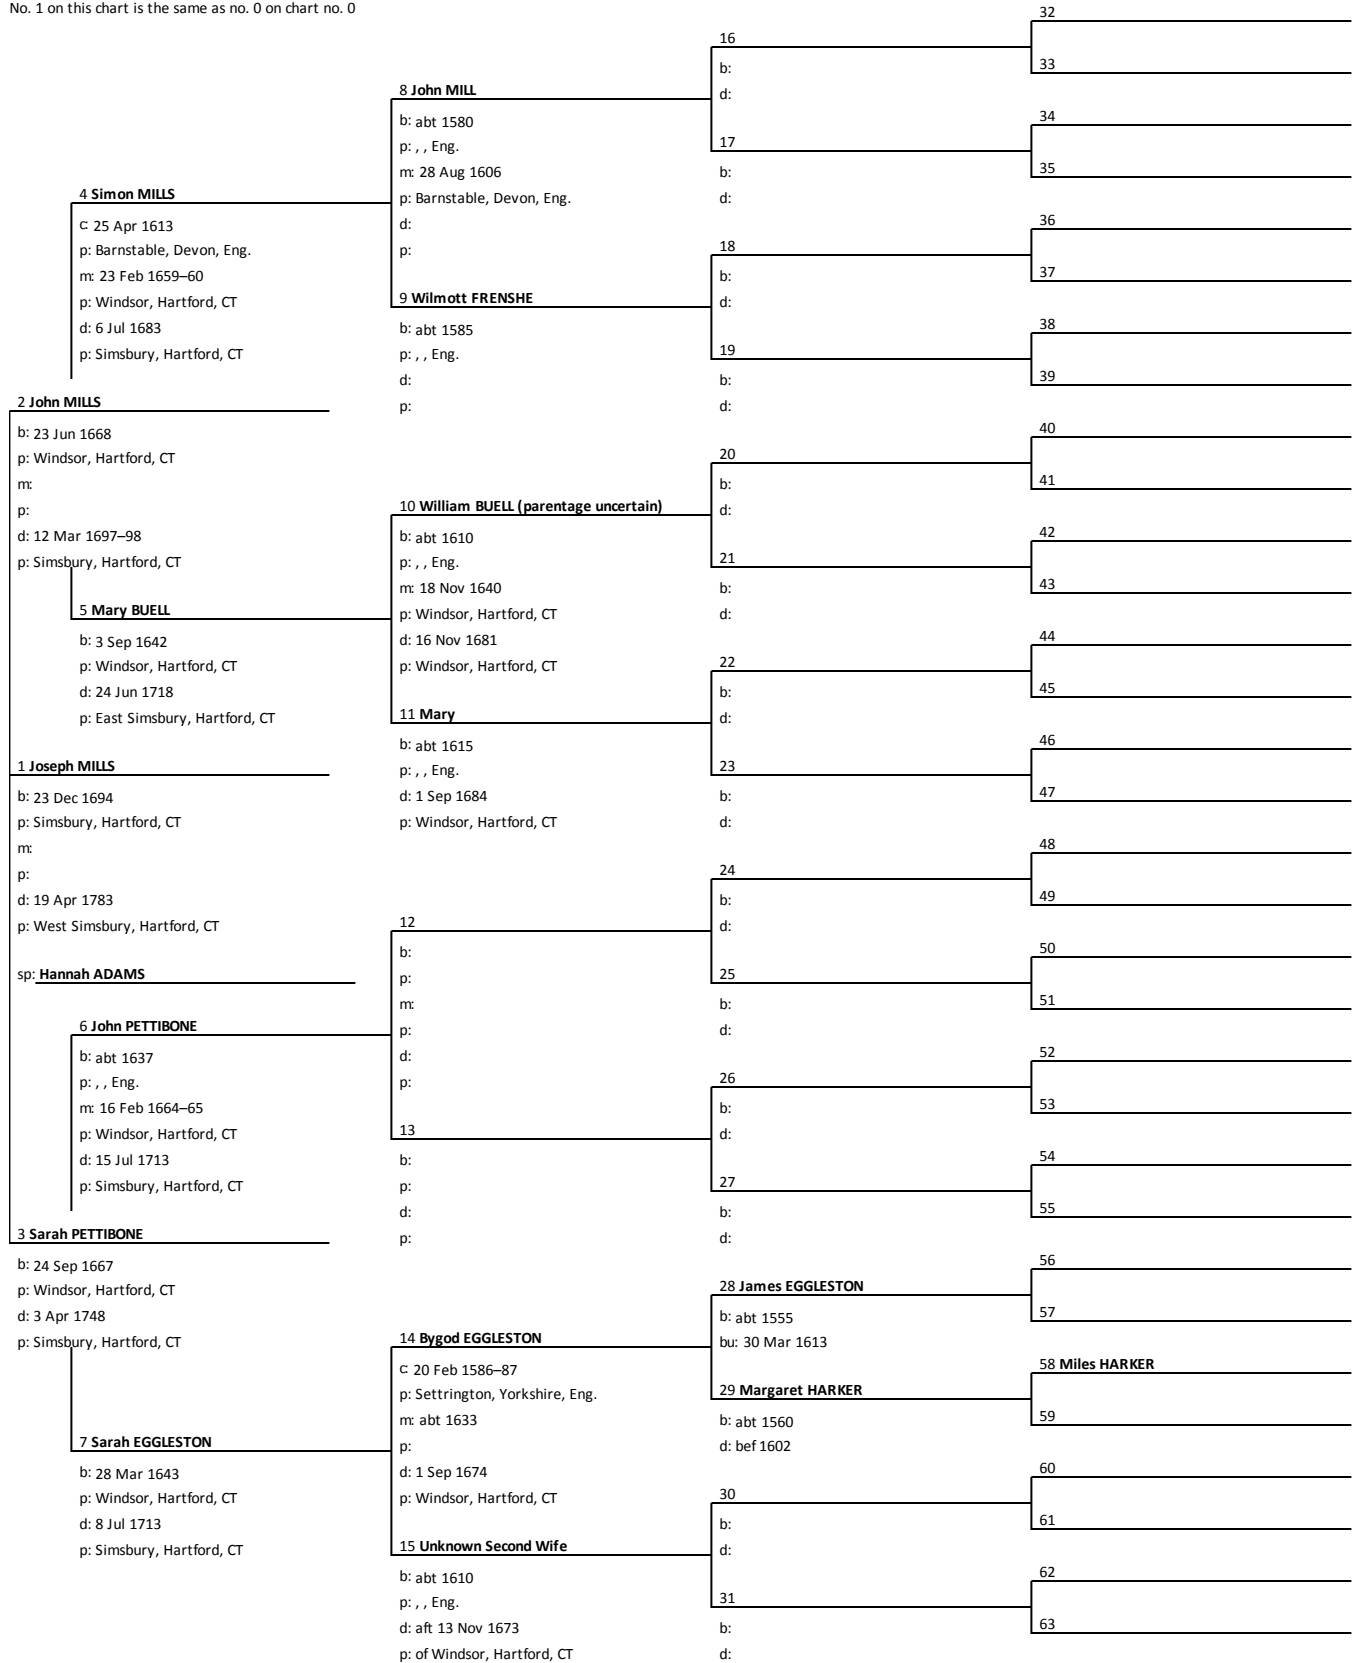 No. 1 on this chart is the same as no. 0 on chart no. 0
4 Simon MILLS
c: 25 Apr 1613
p: Barnstable, Devon, Eng.
m: 23 Feb 1659–60
p: Windsor, Hartford, CT
d: 6 Jul 1683
p: Simsbury, Hartford, CT
2 John MILLS
b: 23 Jun 1668
p: Windsor, Hartford, CT
m:
p:
d: 12 Mar 1697–98
p: Simsbury, Hartford, CT
5 Mary BUELL
b: 3 Sep 1642
p: Windsor, Hartford, CT
d: 24 Jun 1718
p: East Simsbury, Hartford, CT
1 Joseph MILLS
b: 23 Dec 1694
p: Simsbury, Hartford, CT
m:
p:
d: 19 Apr 1783
p: West Simsbury, Hartford, CT
sp: Hannah ADAMS
6 John PETTIBONE
b: abt 1637
p: , , Eng.
m: 16 Feb 1664–65
p: Windsor, Hartford, CT
d: 15 Jul 1713
p: Simsbury, Hartford, CT
3 Sarah PETTIBONE
b: 24 Sep 1667
p: Windsor, Hartford, CT
d: 3 Apr 1748
p: Simsbury, Hartford, CT
7 Sarah EGGLESTON
b: 28 Mar 1643
p: Windsor, Hartford, CT
d: 8 Jul 1713
p: Simsbury, Hartford, CT
8 John MILL
b: abt 1580
p: , , Eng.
m: 28 Aug 1606
p: Barnstable, Devon, Eng.
d:
p:
9 Wilmott FRENSHE
b: abt 1585
p: , , Eng.
d:
p:
10 William BUELL (parentage uncertain)
b: abt 1610
p: , , Eng.
m: 18 Nov 1640
p: Windsor, Hartford, CT
d: 16 Nov 1681
p: Windsor, Hartford, CT
11 Mary
b: abt 1615
p: , , Eng.
d: 1 Sep 1684
p: Windsor, Hartford, CT
12
b:
p:
m:
p:
d:
p:
13
b:
p:
d:
p:
14 Bygod EGGLESTON
c: 20 Feb 1586–87
p: Settrington, Yorkshire, Eng.
m: abt 1633
p:
d: 1 Sep 1674
p: Windsor, Hartford, CT
15 Unknown Second Wife
b: abt 1610
p: , , Eng.
d: aft 13 Nov 1673
p: of Windsor, Hartford, CT
16
b:
d:
17
b:
d:
18
b:
d:
19
b:
d:
20
b:
d:
21
b:
d:
22
b:
d:
23
b:
d:
24
b:
d:
25
b:
d:
26
b:
d:
27
b:
d:
28 James EGGLESTON
b: abt 1555
bu: 30 Mar 1613
29 Margaret HARKER
b: abt 1560
d: bef 1602
30
b:
d:
31
b:
d:
32
33
34
35
36
37
38
39
40
41
42
43
44
45
46
47
48
49
50
51
52
53
54
55
56
57
58 Miles HARKER
59
60
61
62
63